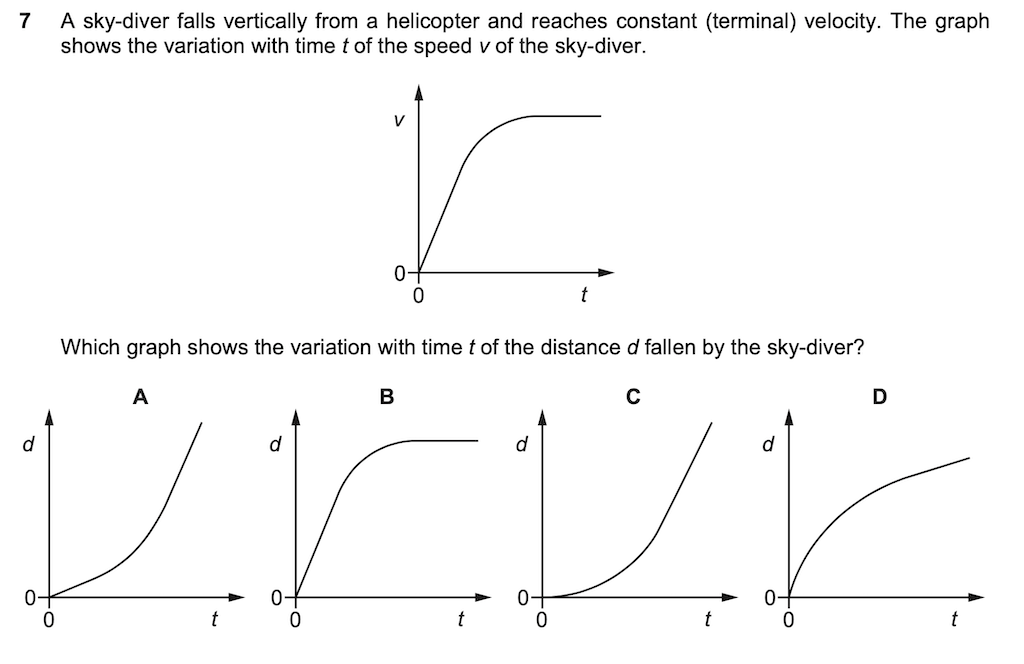 7 A sky-diver falls vertically from a helicopter and reaches constant (terminal) velocity. The graph
shows the variation with time t of the speed v of the sky-diver.
v
0
0 t
Which graph shows the variation with time t of the distance d fallen by the sky-diver?
A B C D
d d d d
0 0 0 0
0 t 0 t 0 t 0 t